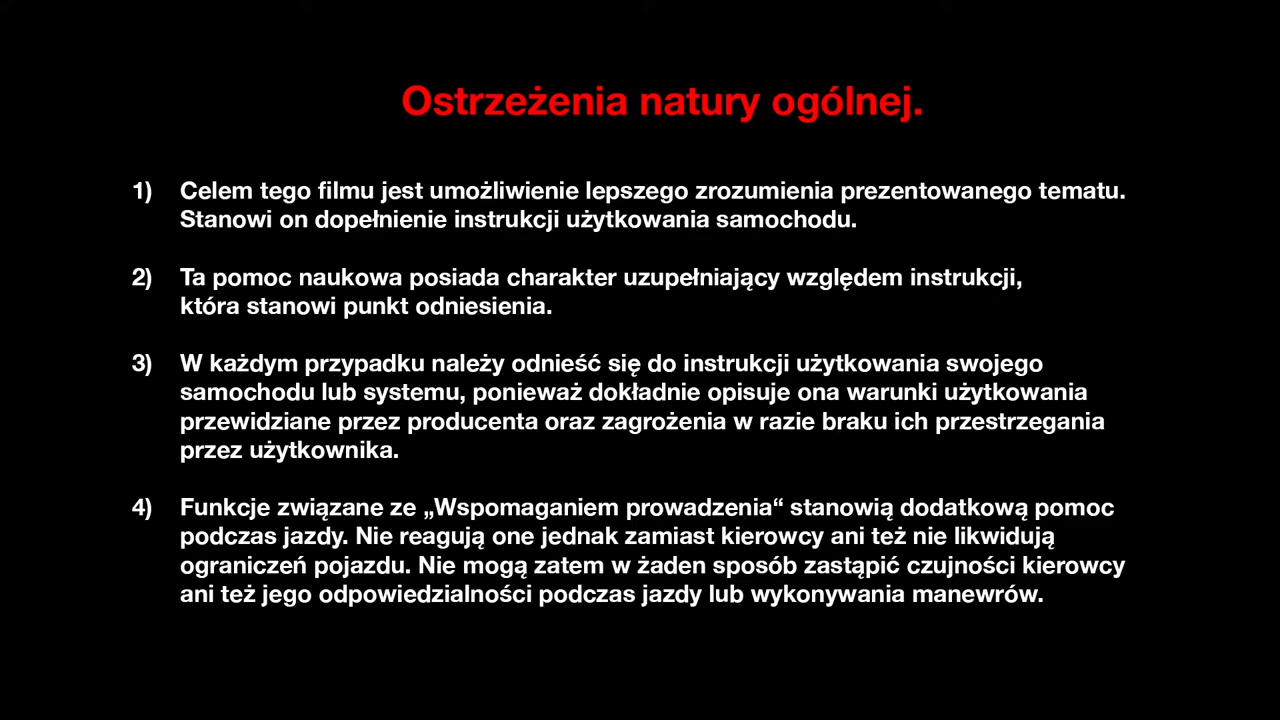 Ostrzeżenia natury ogólnej.
1) Celem tego filmu jest umożliwienie lepszego zrozumienia prezentowanego tematu.
Stanowi on dopełnienie instrukcji użytkowania samochodu.
2) Ta pomoc naukowa posiada charakter uzupełniający względem instrukcji,
która stanowi punkt odniesienia.
3) W każdym przypadku należy odnieść się do instrukcji użytkowania swojego
samochodu lub systemu, ponieważ dokładnie opisuje ona warunki użytkowania
przewidziane przez producenta oraz zagrożenia w razie braku ich przestrzegania
przez użytkownika.
4) Funkcje związane ze „Wspomaganiem prowadzenia“ stanowią dodatkową pomoc
podczas jazdy. Nie reagują one jednak zamiast kierowcy ani też nie likwidują
ograniczeń pojazdu. Nie mogą zatem w żaden sposób zastąpić czujności kierowcy
ani też jego odpowiedzialności podczas jazdy lub wykonywania manewrów.